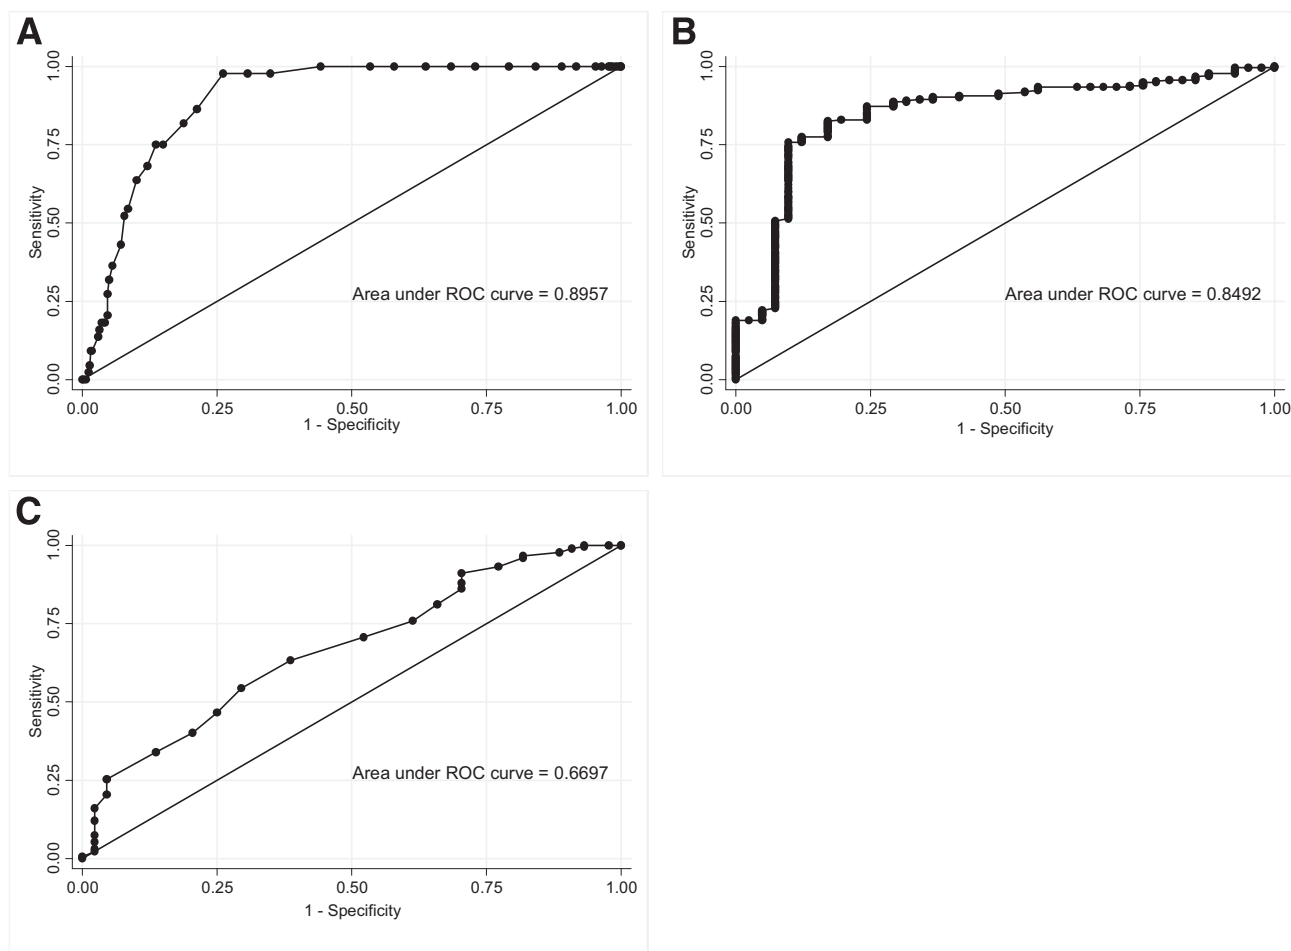 A
1.00
0.75
0.50
0.25
0.00
Sensitivity
Area under ROC curve = 0.8957
0.00 0.25 0.50 0.75 1.00
1 - Specificity
B
1.00
0.75
0.50
0.25
0.00
Sensitivity
Area under ROC curve = 0.8492
0.00 0.25 0.50 0.75 1.00
1 - Specificity
C
1.00
0.75
0.50
0.25
0.00
Sensitivity
Area under ROC curve = 0.6697
0.00 0.25 0.50 0.75 1.00
1 - Specificity